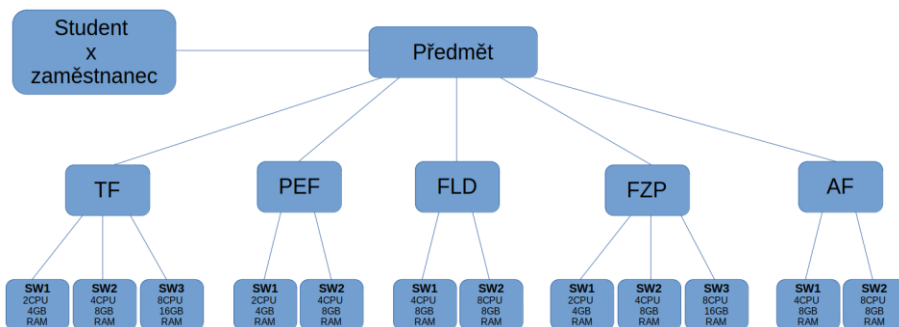 Student
x
zaměstnanec
Předmět
TF
PEF
FLD
FZP
AF
SW1
2CPU
4GB
RAM
SW2
4CPU
8GB
RAM
SW3
8CPU
16GB
RAM
SW1
2CPU
4GB
RAM
SW2
4CPU
8GB
RAM
SW1
4CPU
8GB
RAM
SW2
8CPU
8GB
RAM
SW1
2CPU
4GB
RAM
SW2
4CPU
8GB
RAM
SW3
8CPU
16GB
RAM
SW1
4CPU
8GB
RAM
SW2
8CPU
8GB
RAM